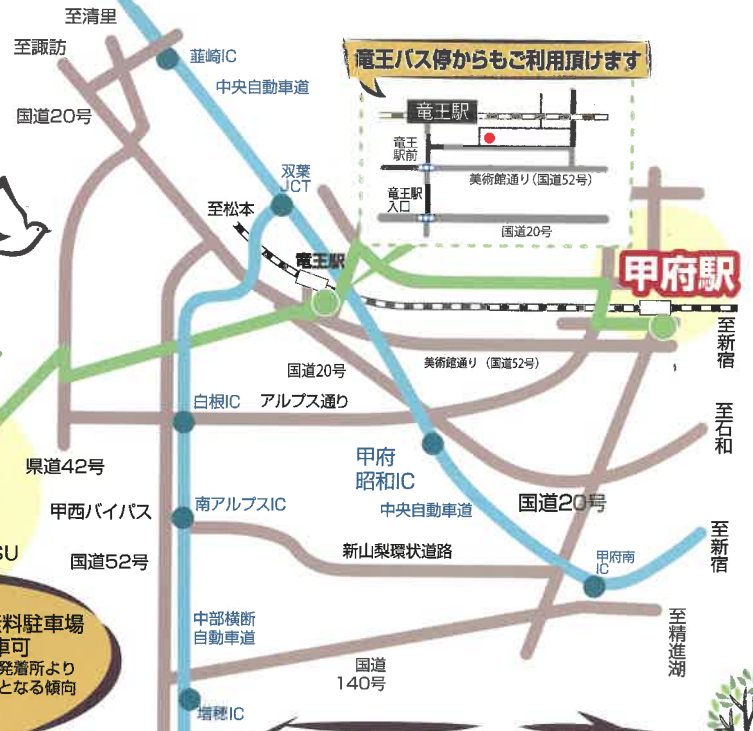 至清里
至諏訪
韮崎IC
中央自動車道
国道20号
竜王バス停からもご利用頂けます
竜王駅
竜王
駅前
美術館通り(国道52号)
竜王駅
入口
国道20号
双葉
JCT
至松本
竜王駅
甲府駅
至新宿
国道20号
美術館通り(国道52号)
白根IC
アルプス通り
至石和
県道42号
甲府
昭和IC
中央自動車道
国道20号
甲西バイパス
南アルプスIC
新山梨環状道路
至新宿
SU
国道52号
甲府南
IC
中部横断
自動車道
料駐車場
車可
発着所より
となる傾向
国道
140号
至精進湖
増穂IC